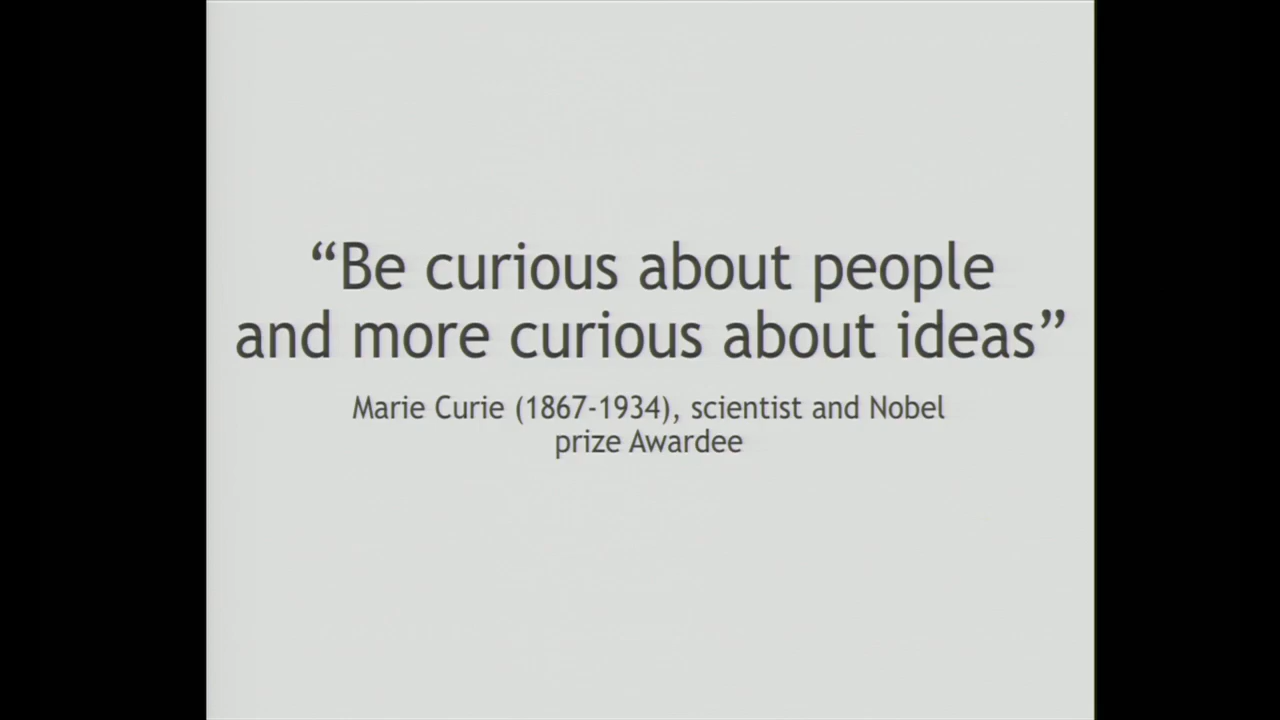 “Be curious about people
and more curious about ideas”
Marie Curie (1867-1934), scientist and Nobel
prize Awardee